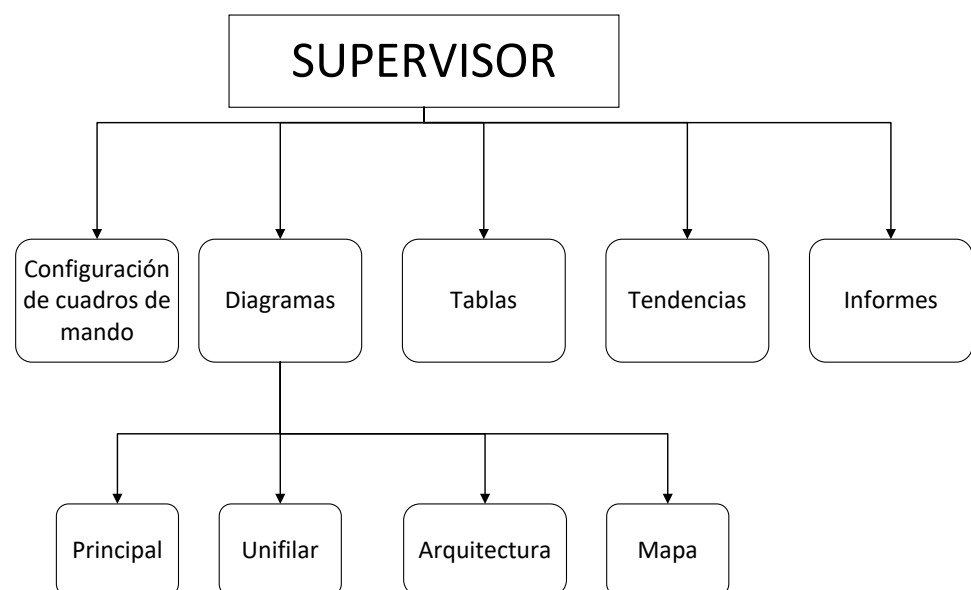 SUPERVISOR
Configuración
de cuadros de
mando
Diagramas
Tablas
Tendencias
Informes
Principal
Unifilar
Arquitectura
Mapa